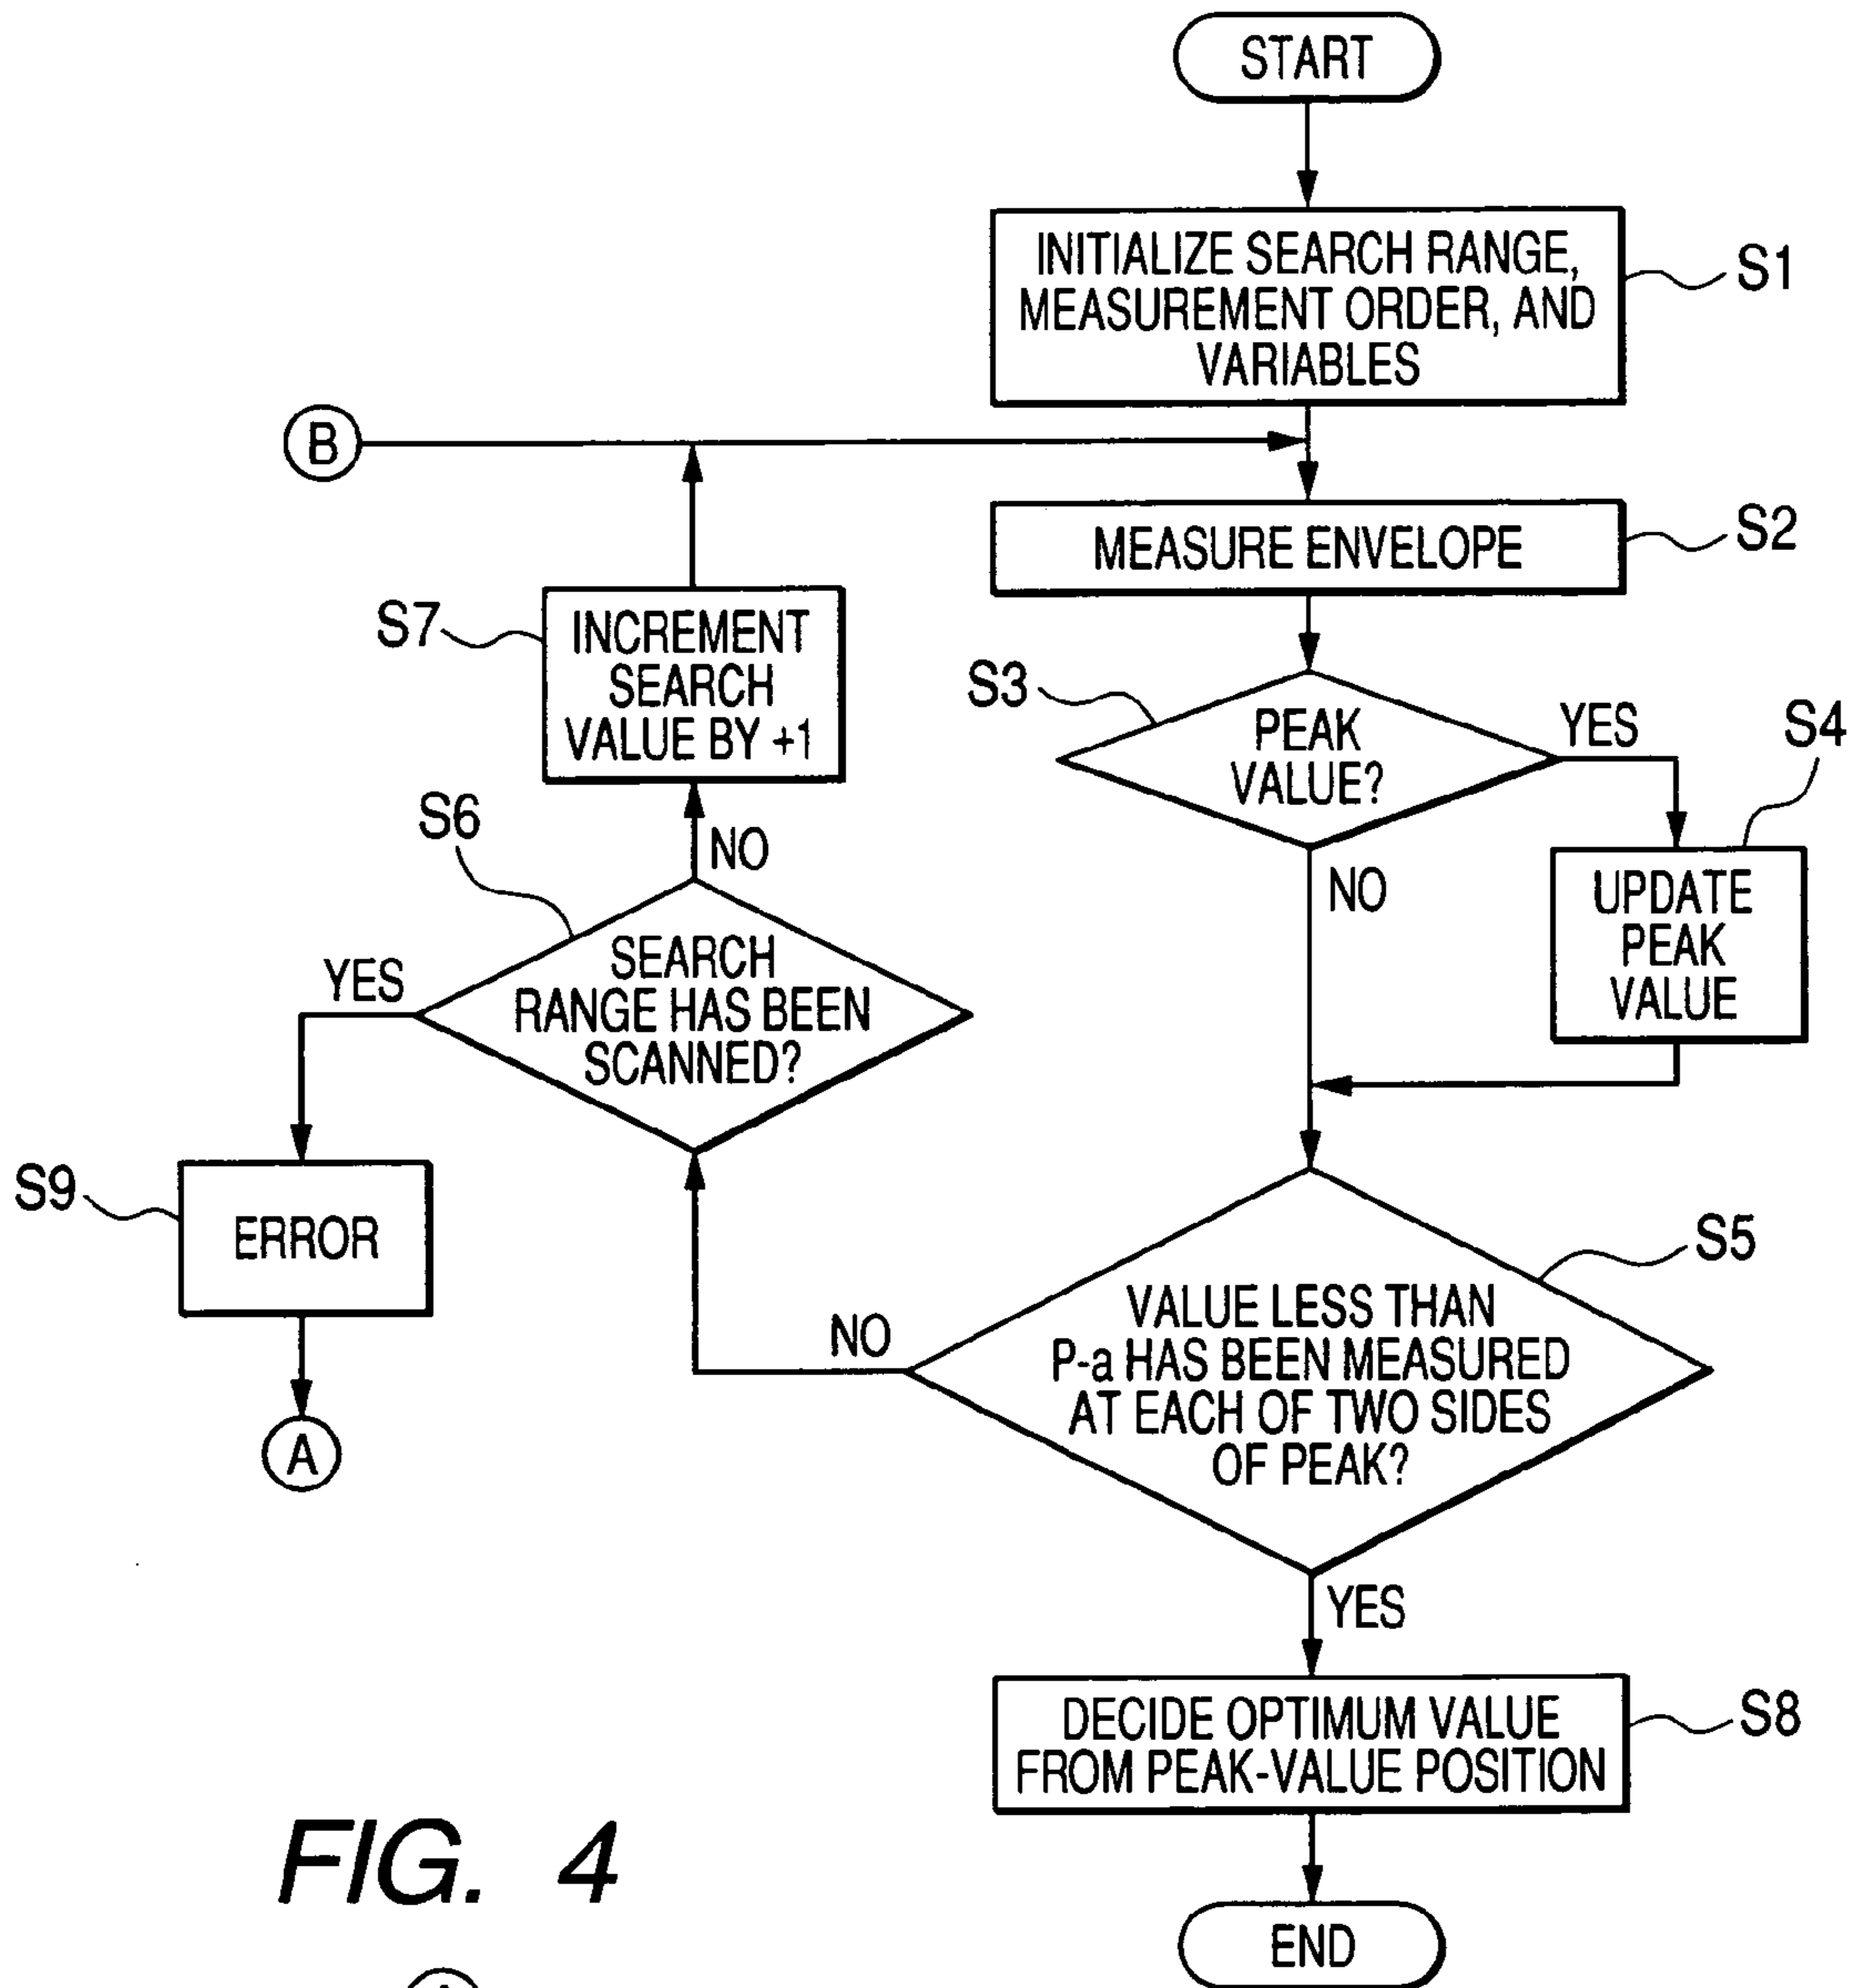 START
INITIALIZE SEARCH RANGE,
MEASUREMENT ORDER, AND
VARIABLES
S1
B
MEASURE ENVELOPE
S2
S7
INCREMENT
SEARCH
VALUE BY +1
S3
PEAK
VALUE?
YES
S4
NO
UPDATE
PEAK
VALUE
S6
NO
SEARCH
RANGE HAS BEEN
SCANNED?
YES
S9
ERROR
A
S5
VALUE LESS THAN
P-a HAS BEEN MEASURED
AT EACH OF TWO SIDES
OF PEAK?
NO
YES
DECIDE OPTIMUM VALUE
FROM PEAK-VALUE POSITION
S8
FIG. 4
END